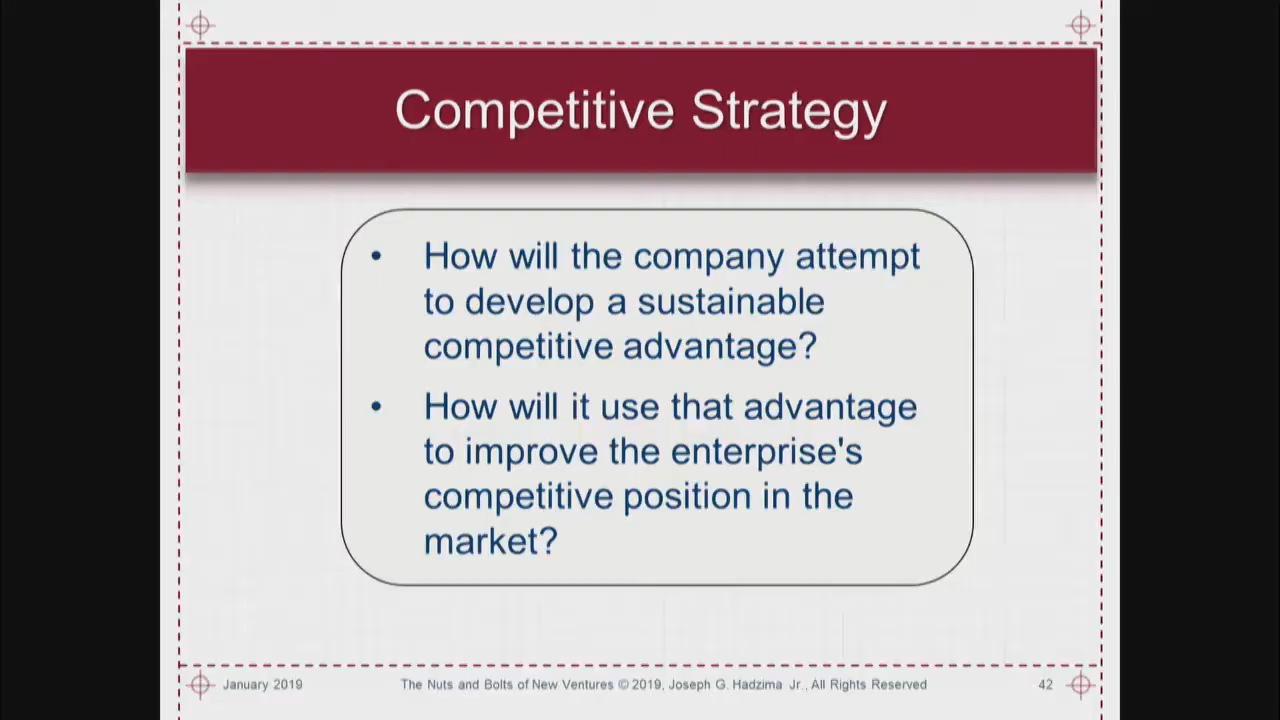 Competitive Strategy
• How will the company attempt
to develop a sustainable
competitive advantage?
• How will it use that advantage
to improve the enterprise's
competitive position in the
market?
January 2019 The Nuts and Bolts of New Ventures © 2019, Joseph G. Hadzima Jr., All Rights Reserved 42